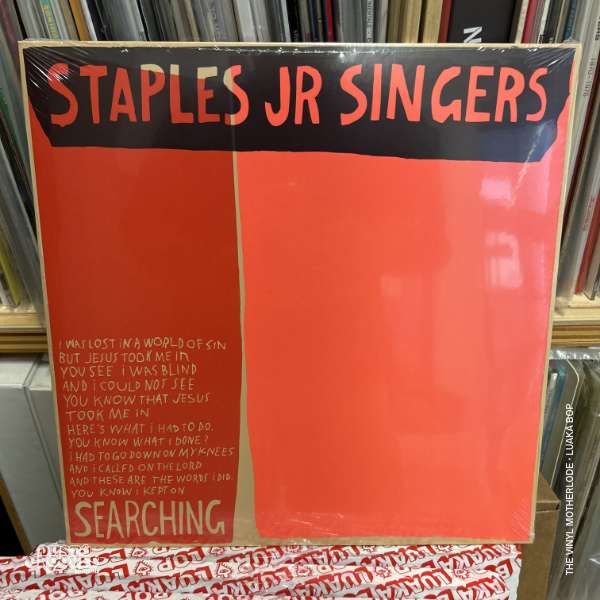 STAPLES JR SINGERS
I WAS LOST IN A WORLD OF SIN
BUT JESUS TOOK ME IN
YOU SEE I WAS BLIND
AND I COULD NOT SEE
YOU KNOW THAT JESUS
TOOK ME IN
HERE'S WHAT I HAD TO DO.
YOU KNOW WHAT I DONE?
I HAD TO GO DOWN ON MY KNEES
AND I CALLED ON THE LORD
AND THESE ARE THE WORDS I DID.
YOU KNOW I KEPT ON
SEARCHING
THE VINYL MOTHERLODE · LUAKA BOP